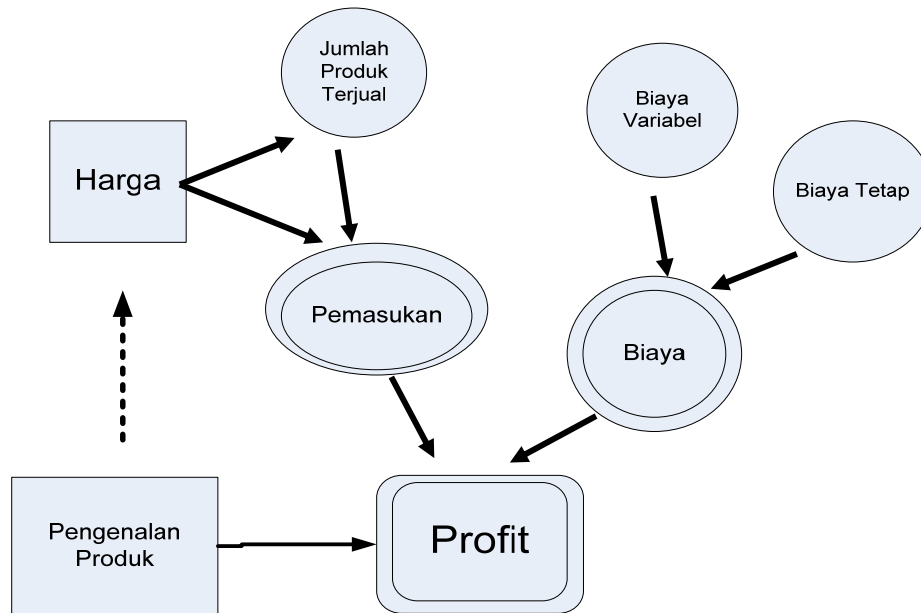 Jumlah
Produk
Terjual
Biaya
Variabel
Harga
Biaya Tetap
Pemasukan
Biaya
Pengenalan
Produk
Profit